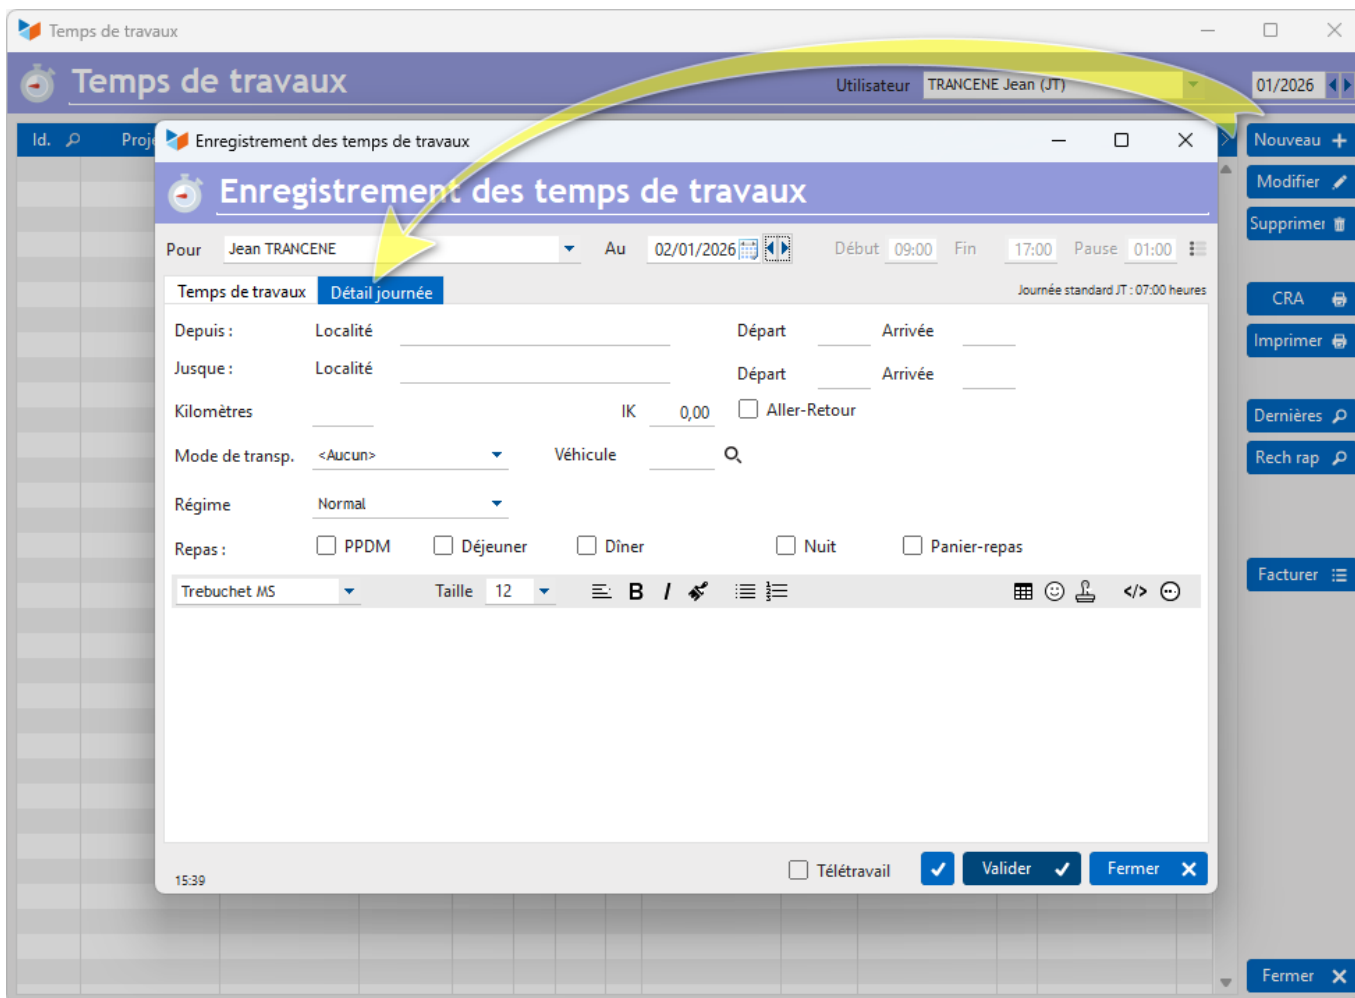 Temps de travaux
Temps de travaux
Utilisateur TRANCENE Jean (JT) 01/2026
Id. Proje
Nouveau
Modifier
Supprimer
CRA
Imprimer
Dernières
Rech rap
Facturer
Fermer
Enregistrement des temps de travaux
Enregistrement des temps de travaux
Pour Jean TRANCENE Au 02/01/2026 Début 09:00 Fin 17:00 Pause 01:00
Temps de travaux Détail journée Journée standard JT : 07:00 heures
Depuis : Localité Départ Arrivée
Jusque : Localité Départ Arrivée
Kilomètres IK 0,00 Aller-Retour
Mode de transp. <Aucun> Véhicule
Régime Normal
Repas : PPDM Déjeuner Dîner Nuit Panier-repas
Trebuchet MS Taille 12 B I </>
15:39 Télétravail Valider Fermer